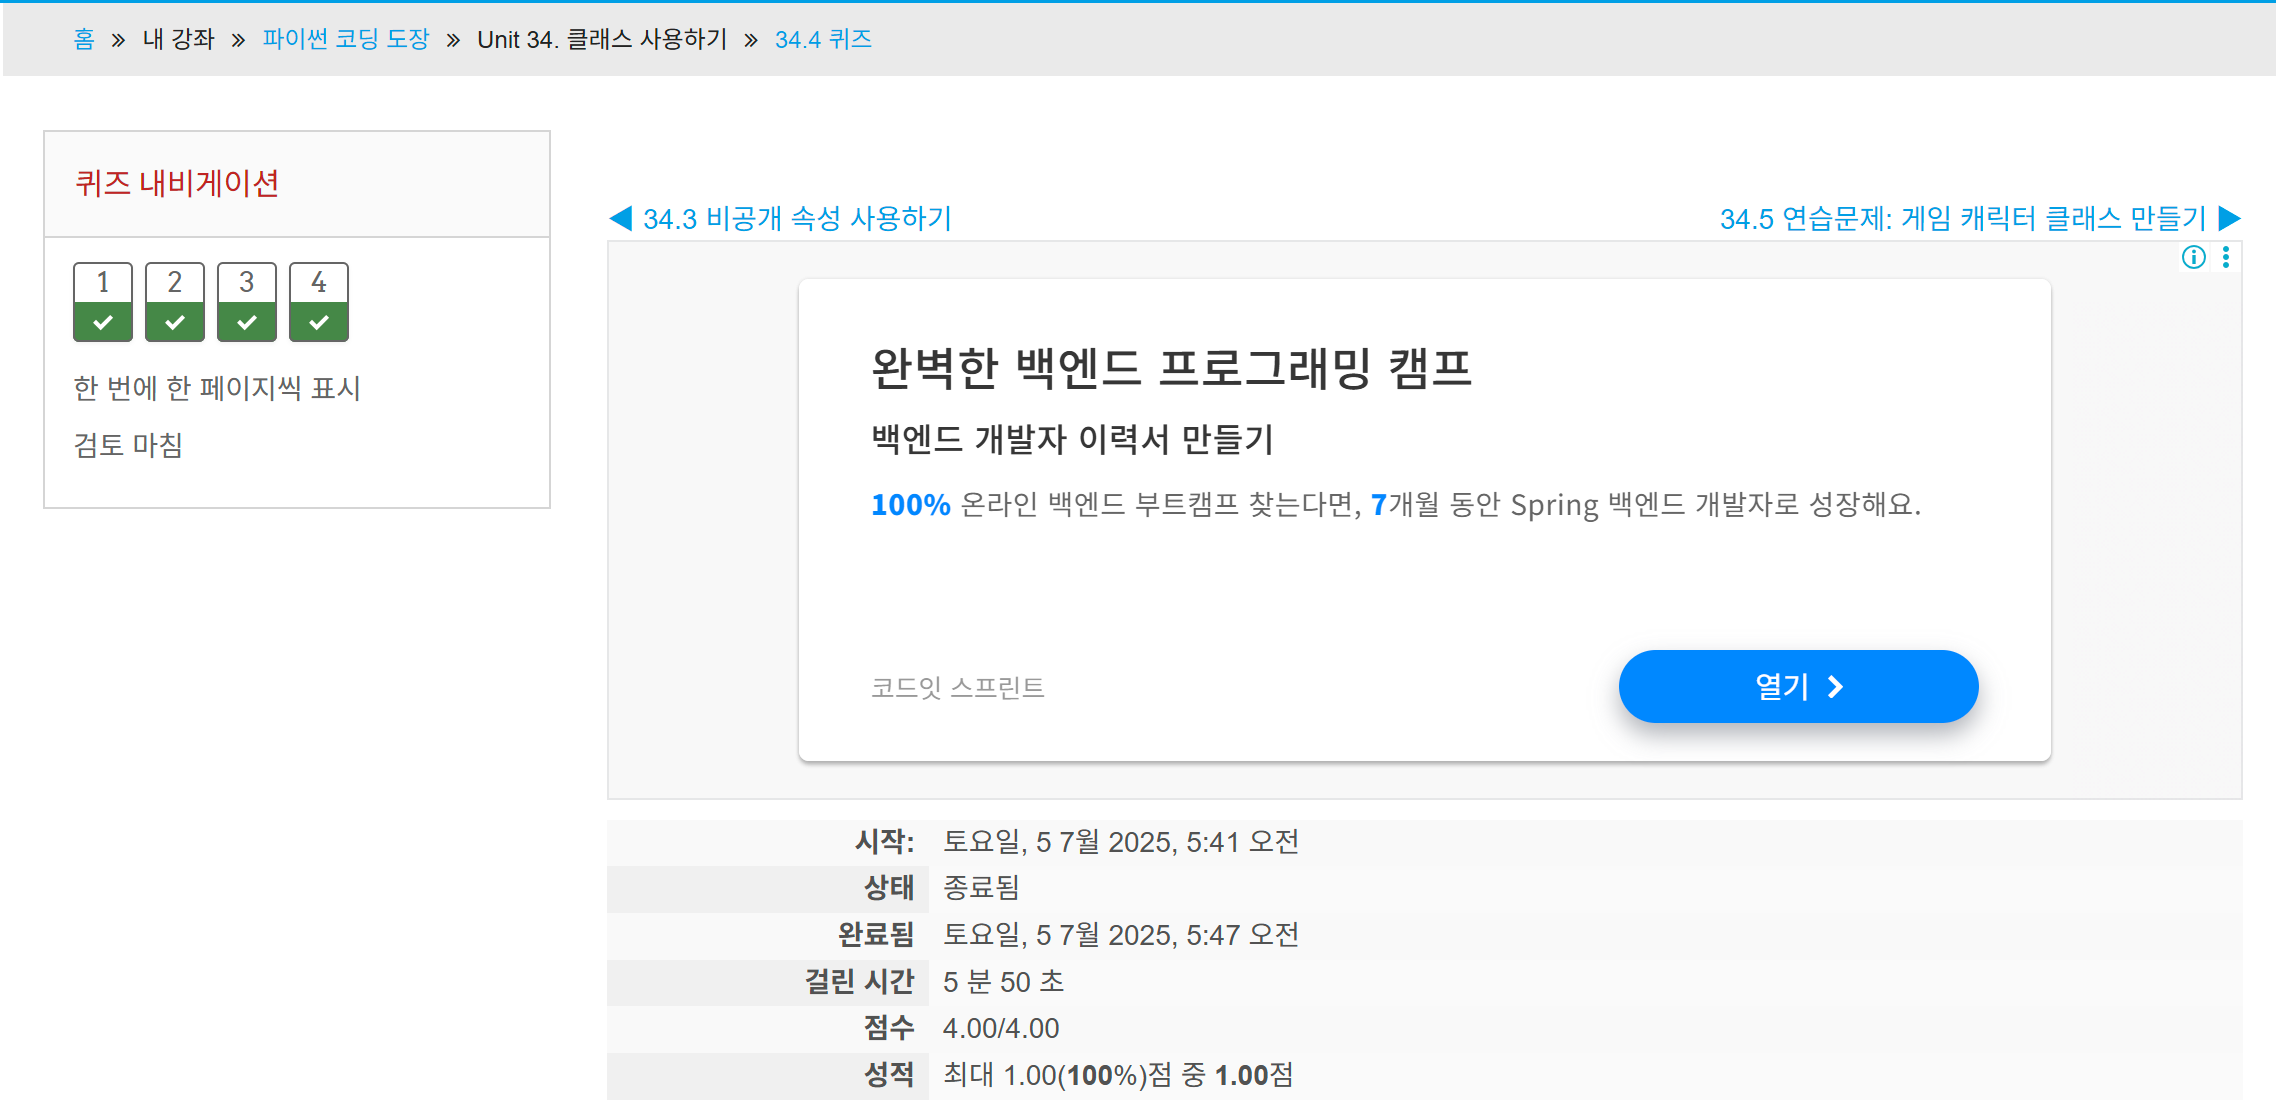 홈 » 내 강좌 » 파이썬 코딩 도장 » Unit 34. 클래스 사용하기 » 34.4 퀴즈
퀴즈 내비게이션
1 2 3 4
한 번에 한 페이지씩 표시
검토 마침
◀ 34.3 비공개 속성 사용하기
34.5 연습문제: 게임 캐릭터 클래스 만들기 ▶
완벽한 백엔드 프로그래밍 캠프
백엔드 개발자 이력서 만들기
100% 온라인 백엔드 부트캠프 찾는다면, 7개월 동안 Spring 백엔드 개발자로 성장해요.
코드잇 스프린트
열기
시작: 토요일, 5 7월 2025, 5:41 오전
상태 종료됨
완료됨 토요일, 5 7월 2025, 5:47 오전
걸린 시간 5 분 50 초
점수 4.00/4.00
성적 최대 1.00(100%)점 중 1.00점